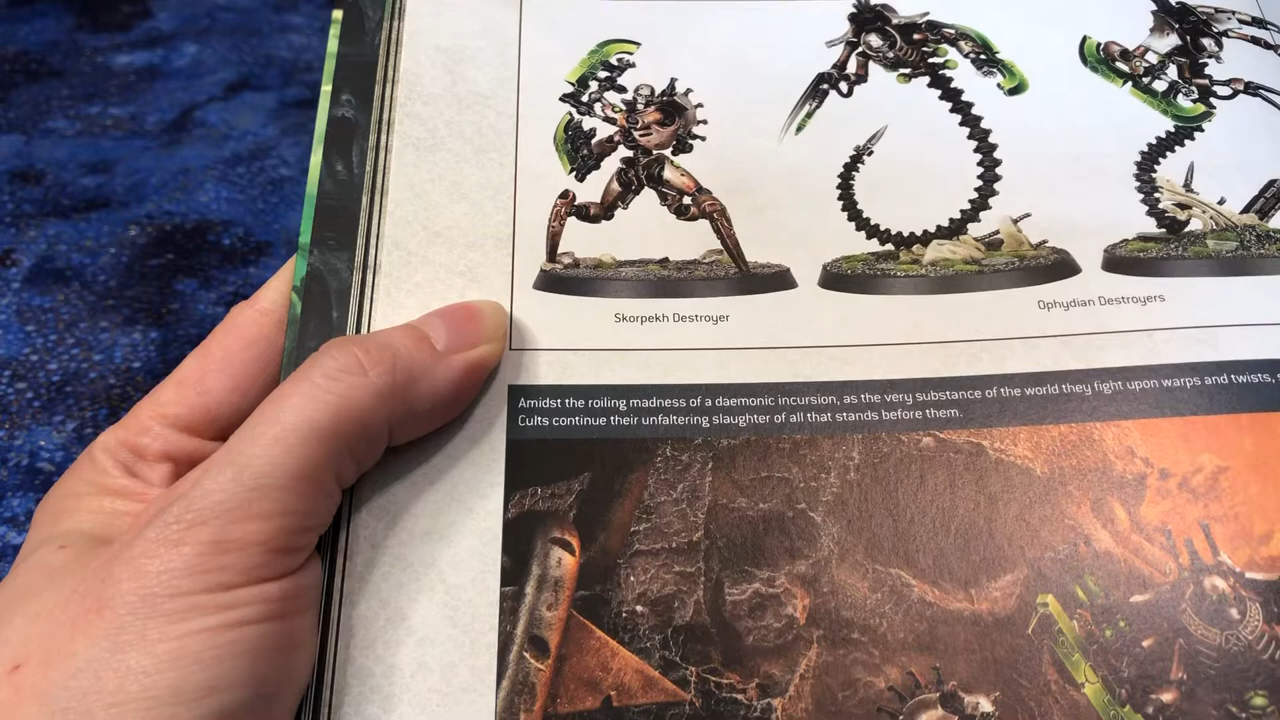 Skorpekh Destroyer
Ophydian Destroyers
Amidst the roiling madness of a daemonic incursion, as the very substance of the world they fight upon warps and twists,
Cults continue their unfaltering slaughter of all that stands before them.